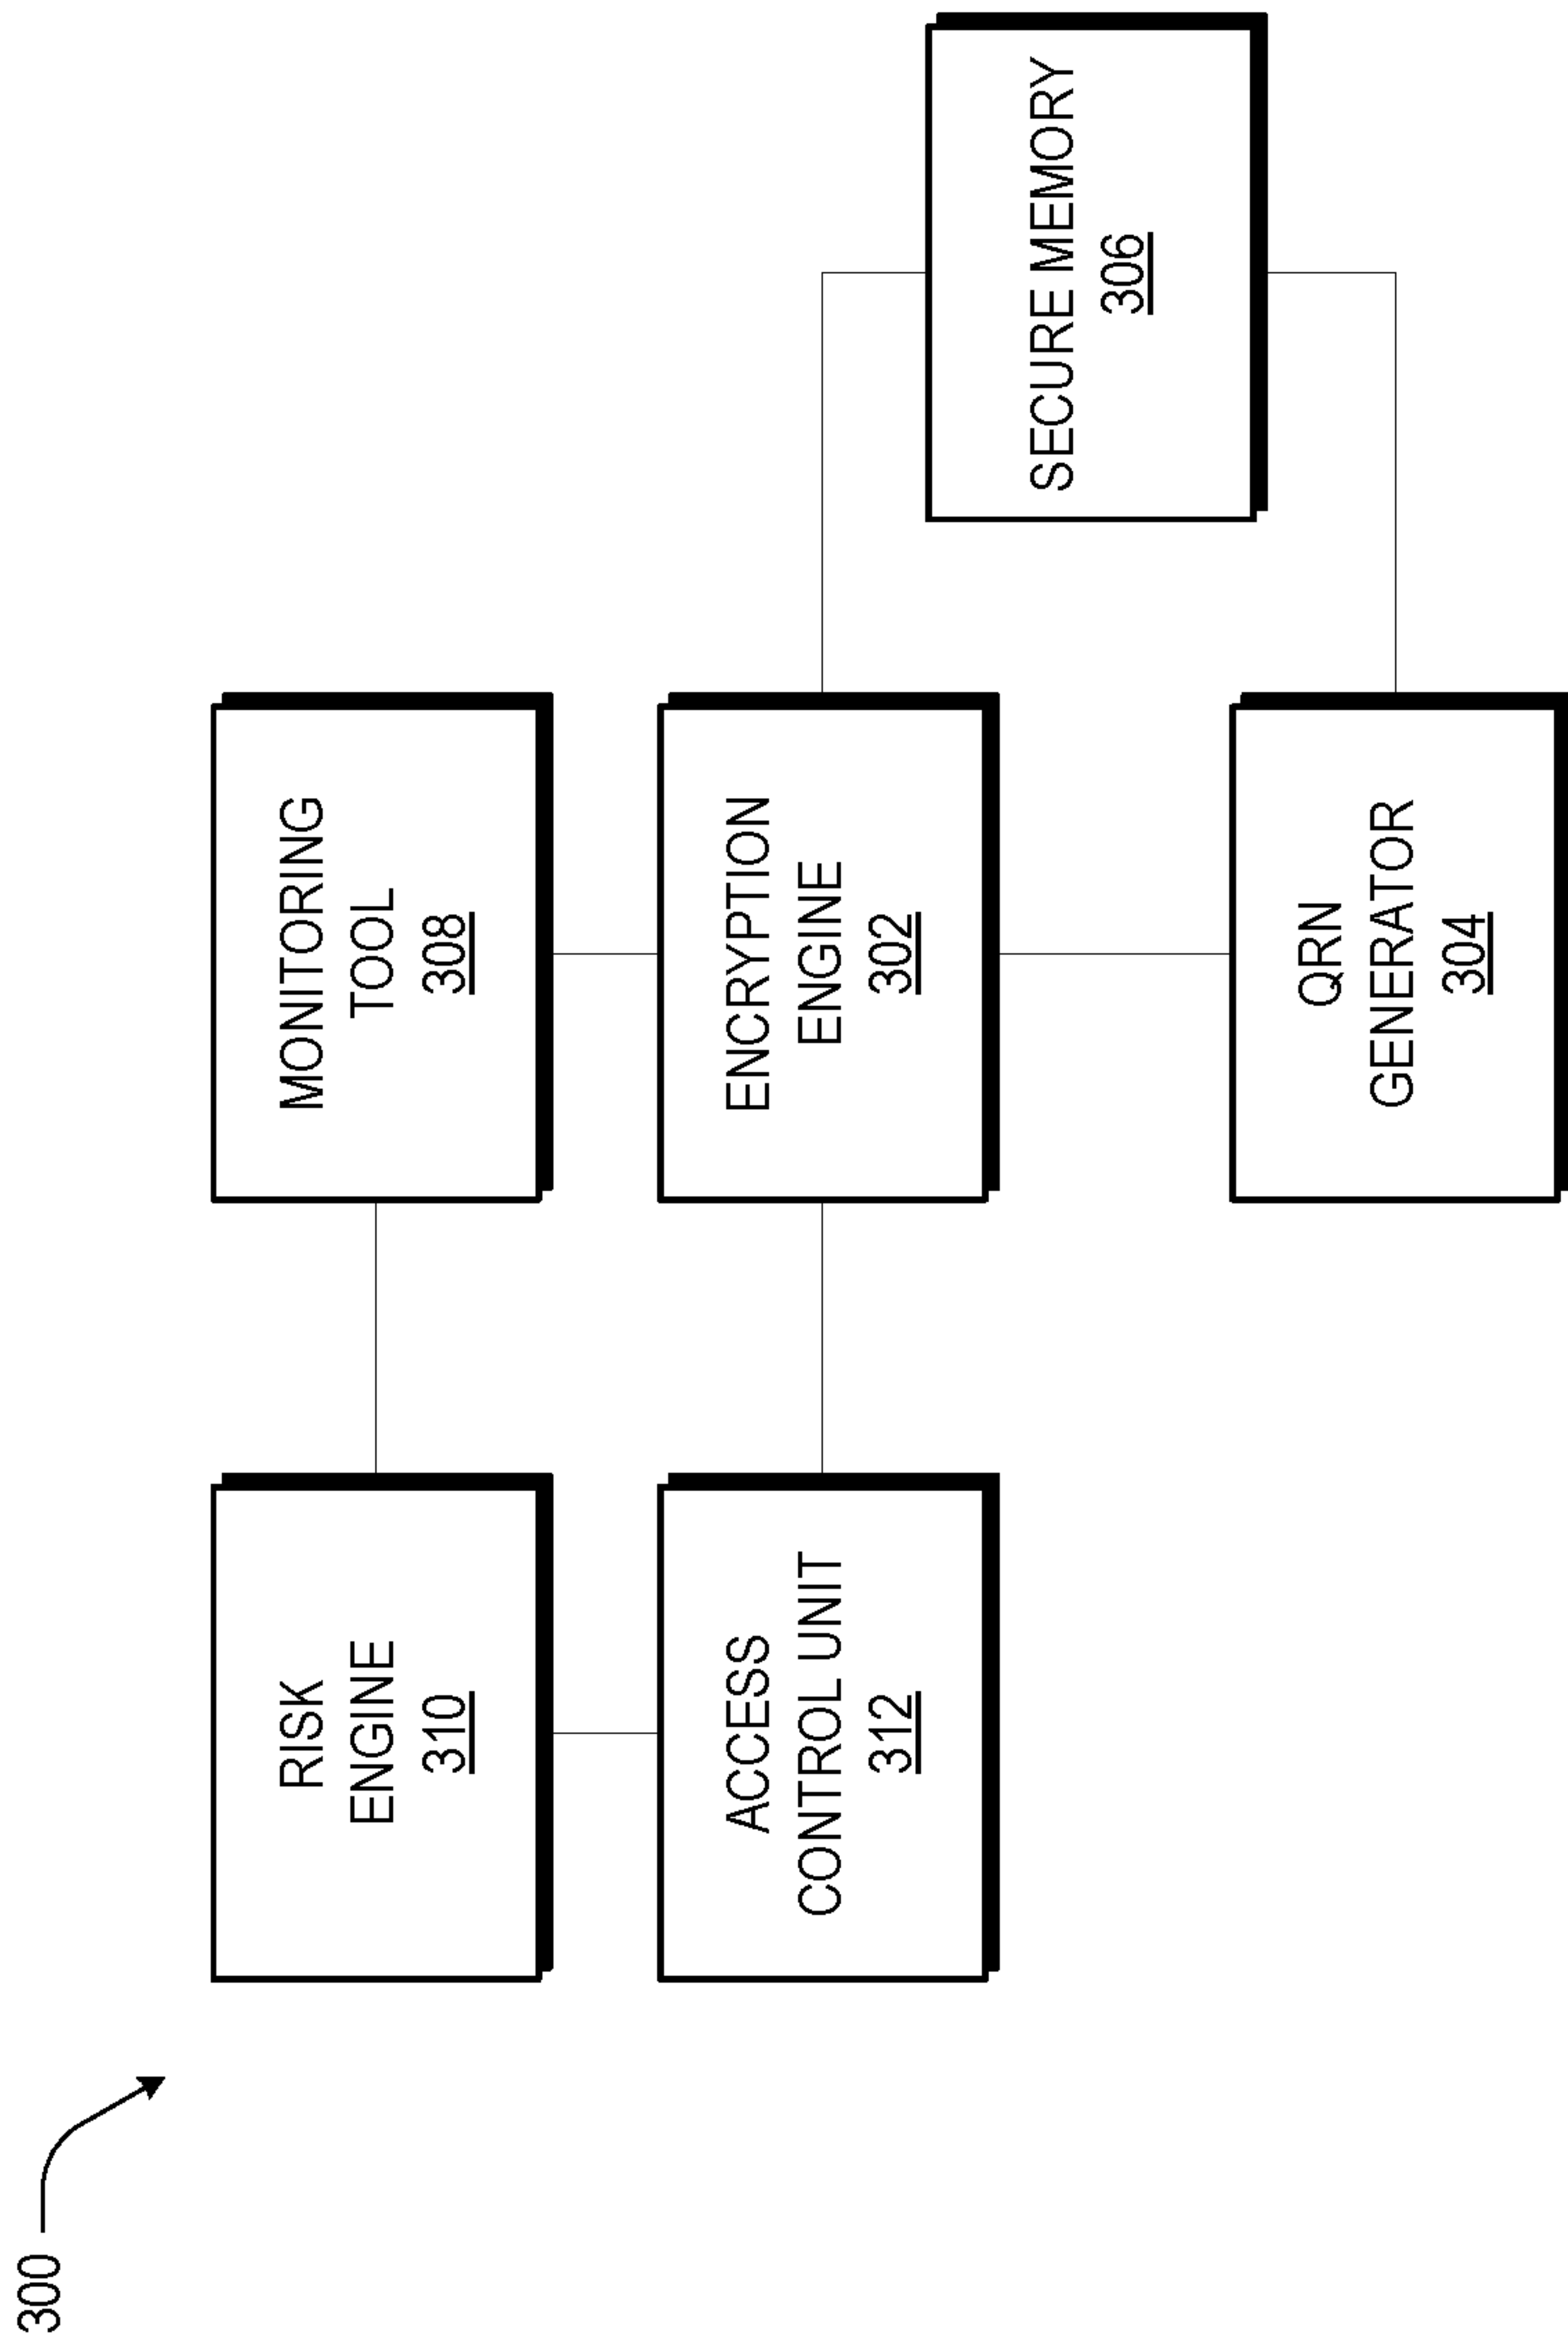 300
RISK
ENGINE
310
MONITORING
TOOL
308
ACCESS
CONTROL UNIT
312
ENCRYPTION
ENGINE
302
SECURE MEMORY
306
QRN
GENERATOR
304